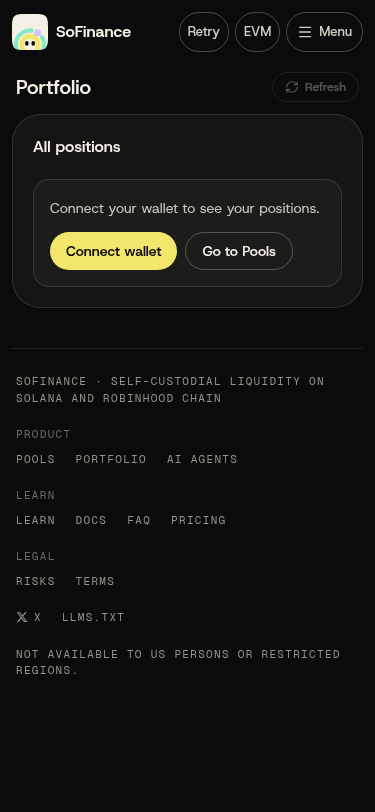 SoFinance
Retry
EVM
Menu
Portfolio
Refresh
All positions
Connect your wallet to see your positions.
Connect wallet
Go to Pools
SOFINANCE · SELF-CUSTODIAL LIQUIDITY ON
SOLANA AND ROBINHOOD CHAIN
PRODUCT
POOLS PORTFOLIO AI AGENTS
LEARN
LEARN DOCS FAQ PRICING
LEGAL
RISKS TERMS
X LLMS.TXT
NOT AVAILABLE TO US PERSONS OR RESTRICTED
REGIONS.